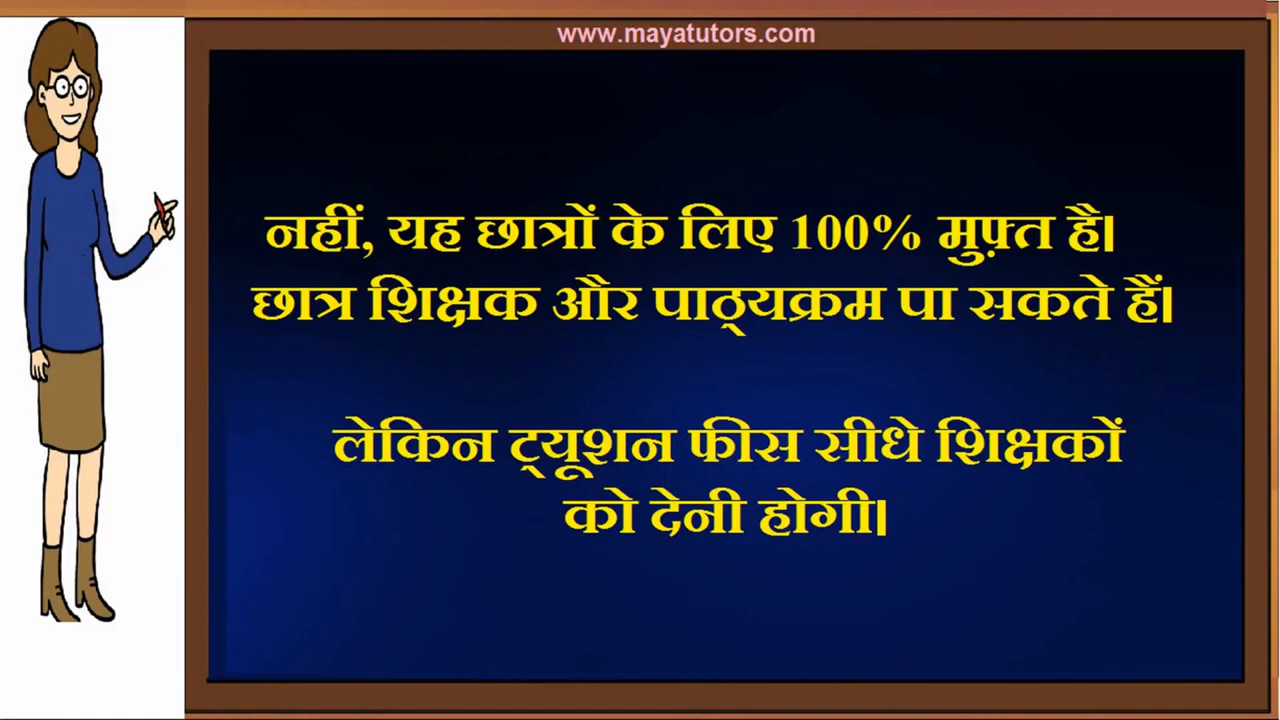 www.mayatutors.com
नहीं, यह छात्रों के लिए 100% मुफ़्त है।
छात्र शिक्षक और पाठ्यक्रम पा सकते हैं।
लेकिन ट्यूशन फीस सीधे शिक्षकों
को देनी होगी।